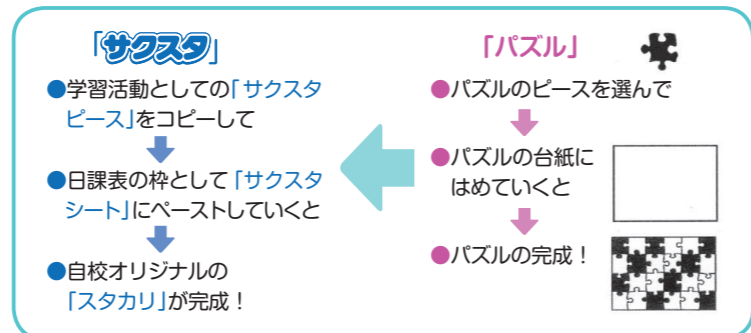 「サクスタ」
●学習活動としての「サクスタ
ピース」をコピーして
●日課表の枠として「サクスタ
シート」にペーストしていくと
●自校オリジナルの
「スタカリ」が完成！
「パズル」
●パズルのピースを選んで
●パズルの台紙に
はめていくと
●パズルの完成！